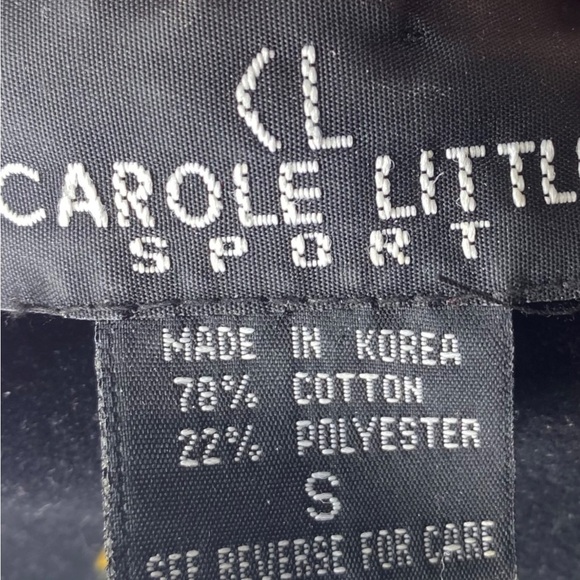 CL
CAROLE LITTL
SPORT
MADE IN KOREA
78% COTTON
22% POLYESTER
S
SEE REVERSE FOR CARE